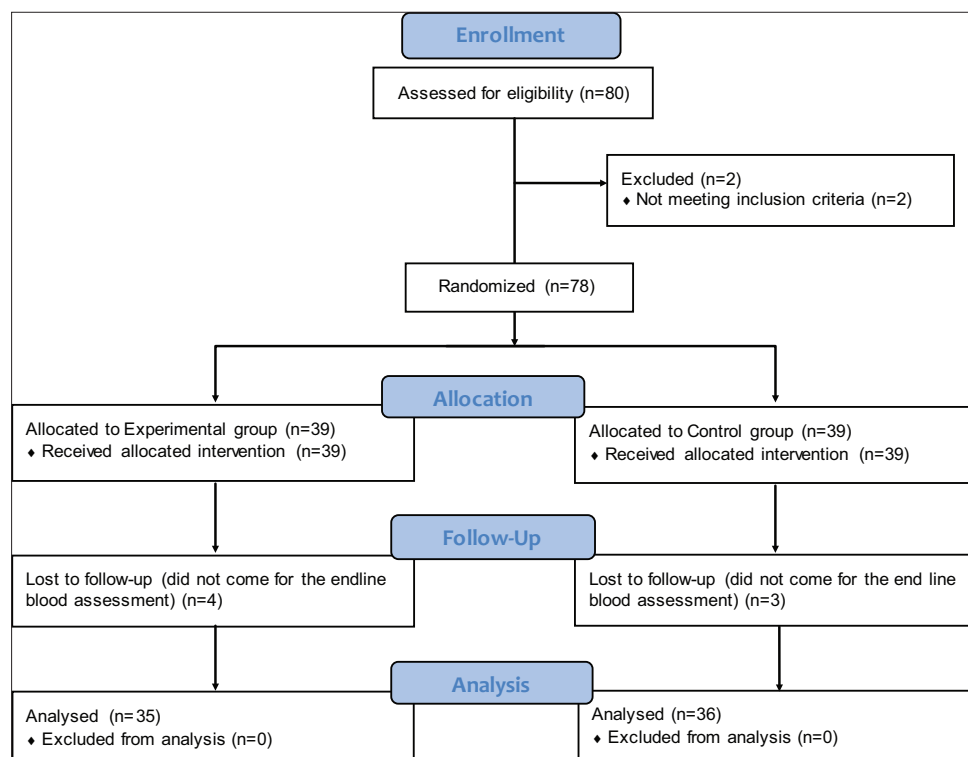 Enrollment
Assessed for eligibility (n=80)
Excluded (n=2)
♦ Not meeting inclusion criteria (n=2)
Randomized (n=78)
Allocation
Allocated to Experimental group (n=39)
♦ Received allocated intervention (n=39)
Allocated to Control group (n=39)
♦ Received allocated intervention (n=39)
Follow-Up
Lost to follow-up (did not come for the endline
blood assessment) (n=4)
Lost to follow-up (did not come for the end line
blood assessment) (n=3)
Analysis
Analysed (n=35)
♦ Excluded from analysis (n=0)
Analysed (n=36)
♦ Excluded from analysis (n=0)